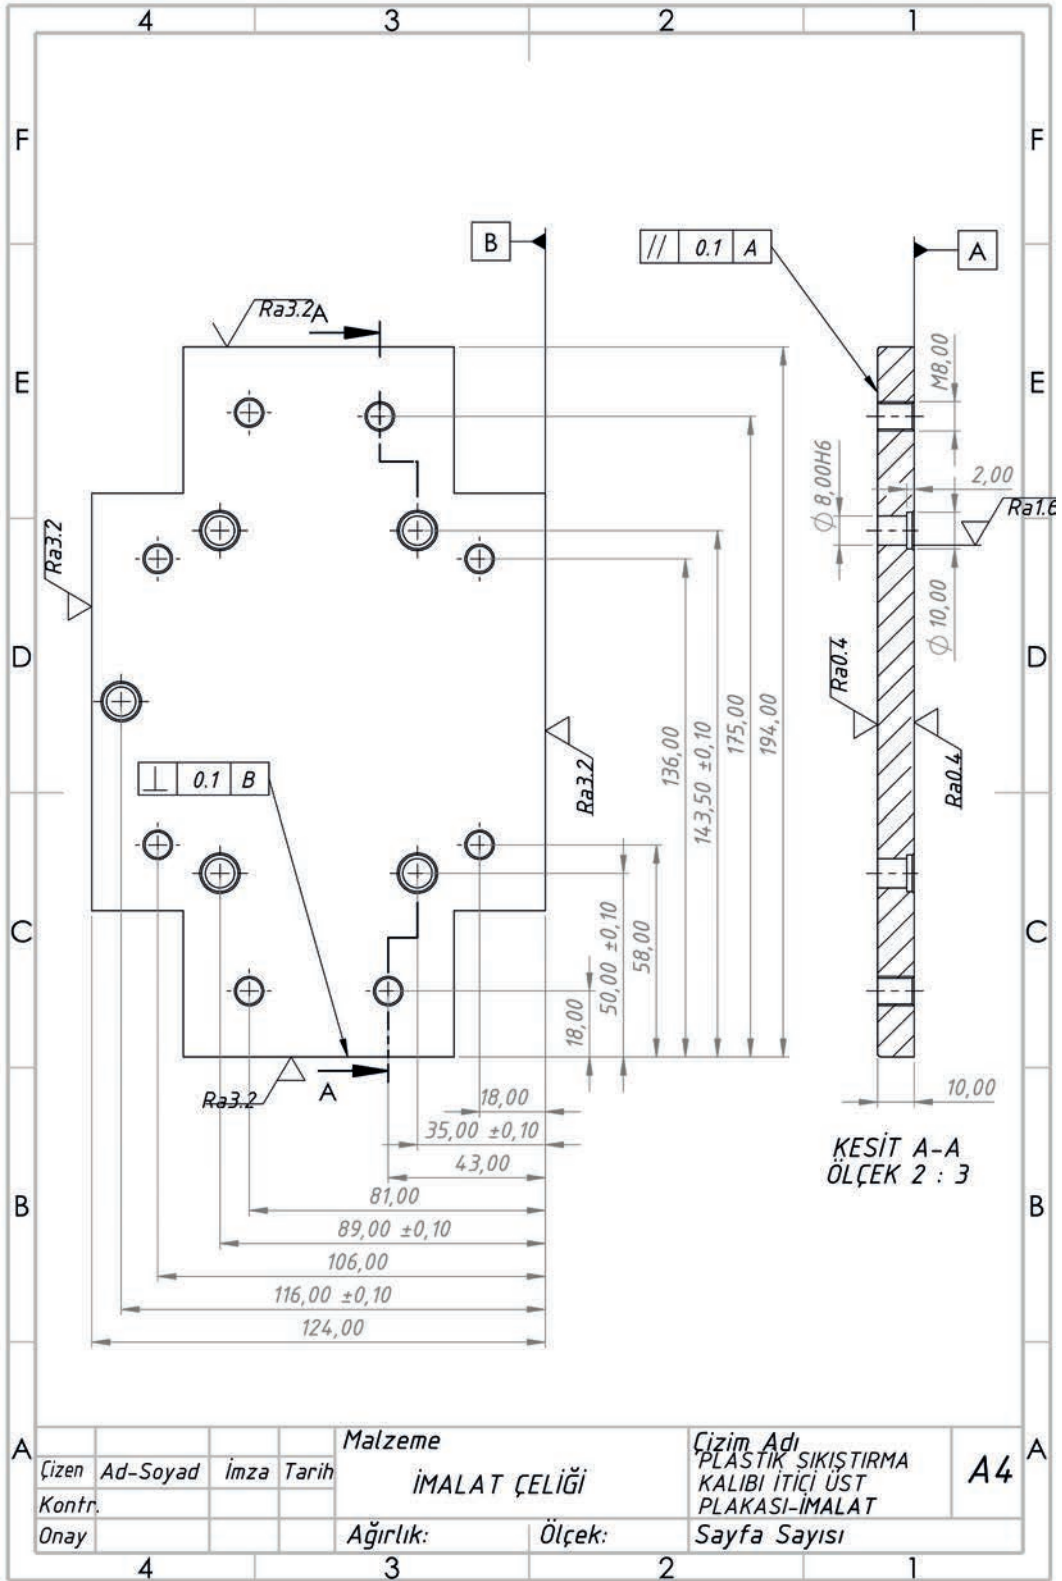 4 3 2 1
F F
B // 0.1 A A
Ra3.2 A
E E
M8,00
Ø 8,00H6
2,00
Ra1.6
Ra3.2
Ø 10,00
D D
Ra0.4
136,00
143,50 ±0,10
175,00
194,00
⊥ 0.1 B
Ra3.2
Ra0.4
C C
18,00
50,00 ±0,10
58,00
Ra3.2 A
18,00
35,00 ±0,10
43,00
10,00
KESİT A-A
ÖLÇEK 2 : 3
B B
81,00
89,00 ±0,10
106,00
116,00 ±0,10
124,00
A A
Malzeme
İMALAT ÇELİĞİ
Çizim Adı
PLASTİK SIKIŞTIRMA
KALIBI İTİCİ ÜST
PLAKASI-İMALAT
A4
Çizen Ad-Soyad İmza Tarih
Kontr.
Onay
Ağırlık: Ölçek: Sayfa Sayısı
4 3 2 1